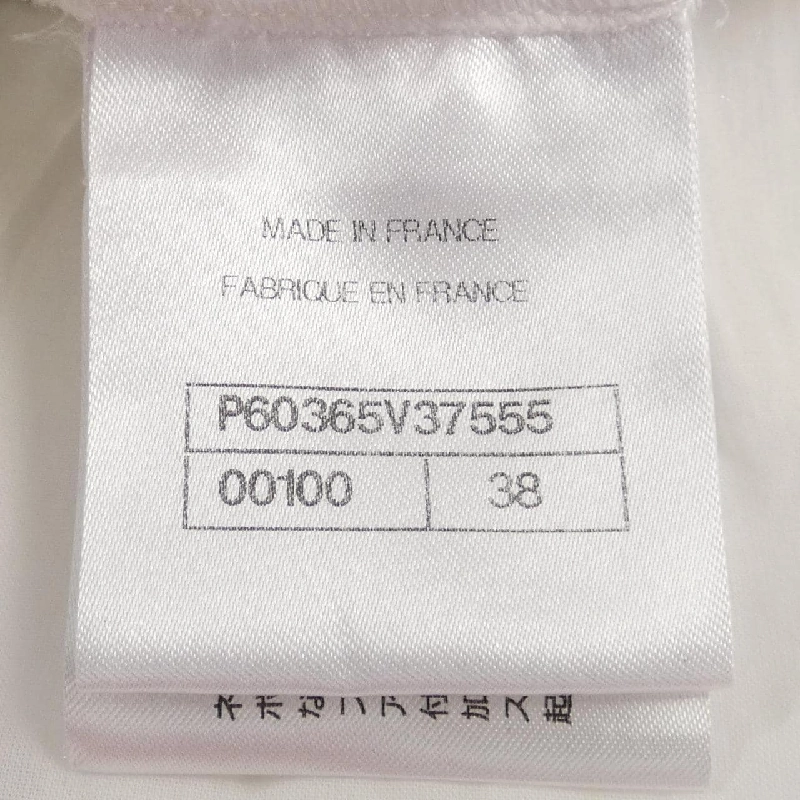 MADE IN FRANCE
FABRIQUE EN FRANCE
P60365V37555
00100 38